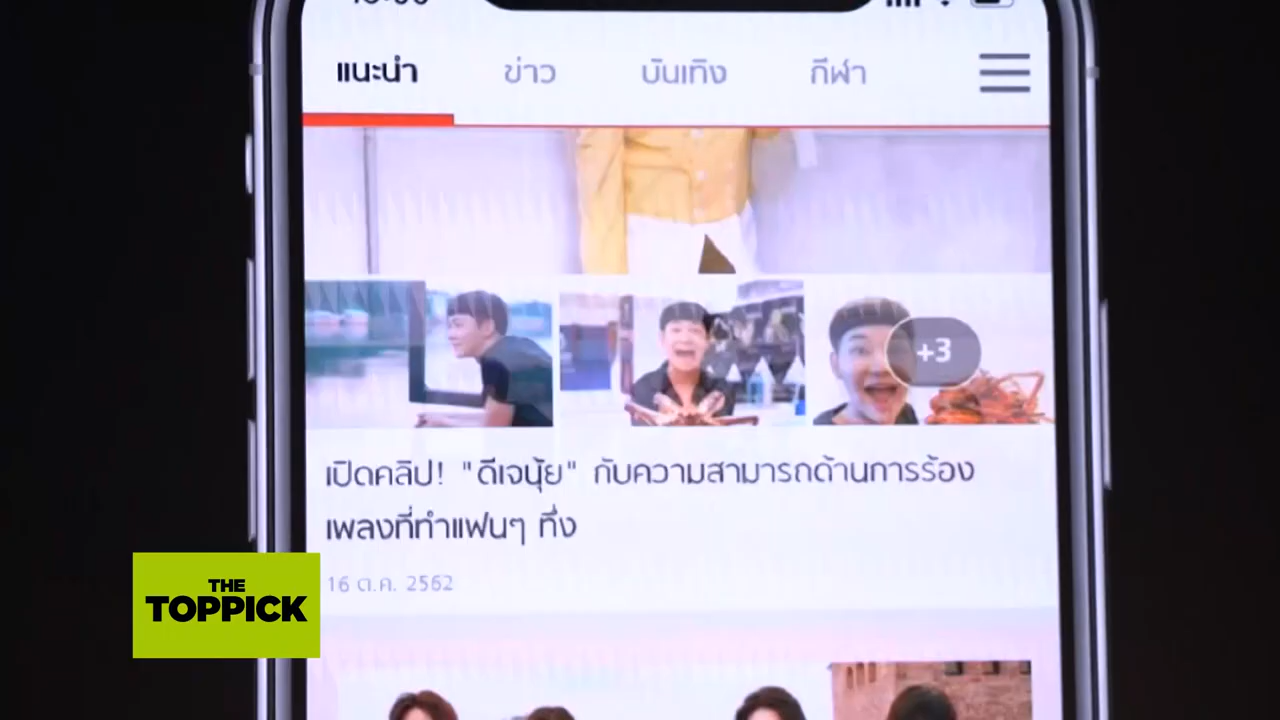 แนะนำ ข่าว บันเทิง กีฬา
+3
เปิดคลิป! "ดีเจนุ้ย" กับความสามารถด้านการร้อง
เพลงที่ทำแฟนๆ ทึ่ง
16 ต.ค. 2562
THE
TOPPICK